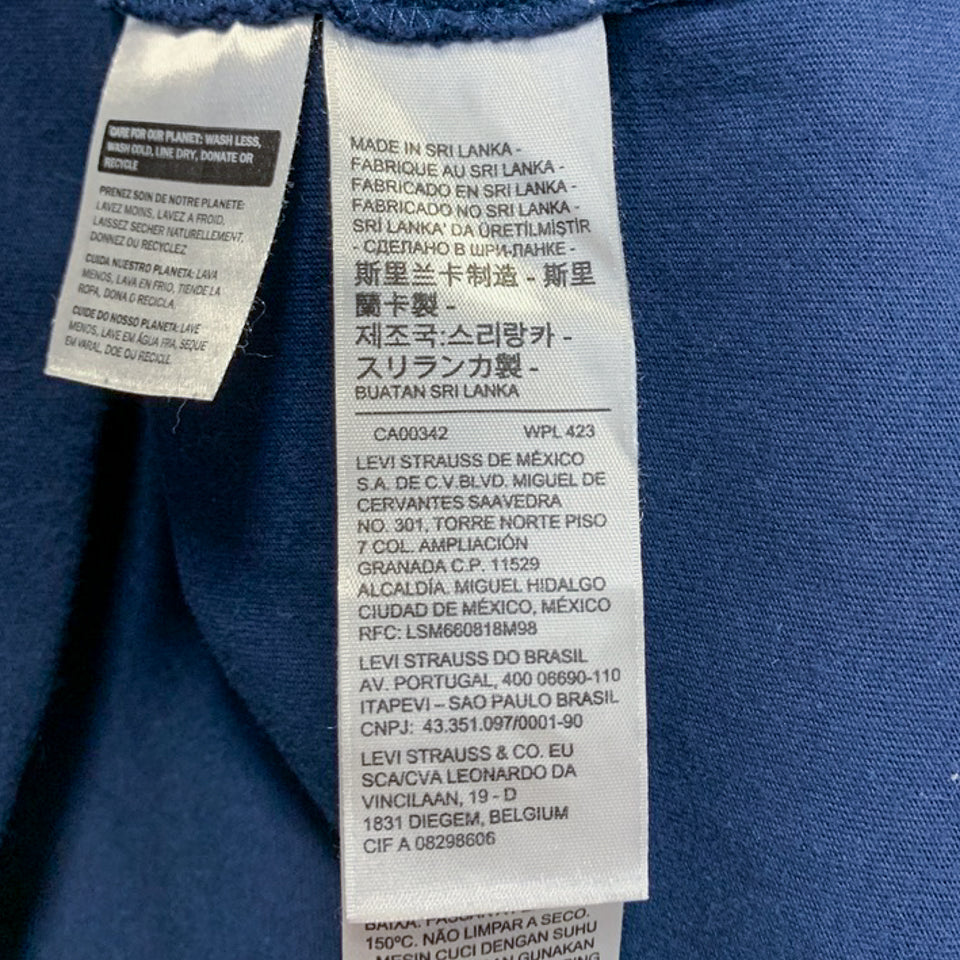 CARE FOR OUR PLANET: WASH LESS,
WASH COLD, LINE DRY, DONATE OR
RECYCLE
PRENEZ SOIN DE NOTRE PLANETE:
LAVEZ MOINS, LAVEZ A FROID,
LAISSEZ SECHER NATURELLEMENT,
DONNEZ OU RECYCLEZ
CUIDA NUESTRO PLANETA: LAVA
MENOS, LAVA EN FRIO, TIENDE LA
ROPA, DONA & RECICLA
CUIDE DO NOSSO PLANETA: LAVE
MENOS, LAVE EM ÁGUA FRIA, SEQUE
EM VARAL, DOE OU RECICLE
MADE IN SRI LANKA -
FABRIQUE AU SRI LANKA -
FABRICADO EN SRI LANKA -
FABRICADO NO SRI LANKA -
SRİ LANKA' DA ÜRETİLMİŞTİR
- СДЕЛАНО В ШРИ-ЛАНКЕ -
斯里兰卡制造 - 斯里
蘭卡製 -
제조국:스리랑카 -
スリランカ製 -
BUATAN SRI LANKA
CA00342 WPL 423
LEVI STRAUSS DE MÉXICO
S.A. DE C.V.BLVD. MIGUEL DE
CERVANTES SAAVEDRA
NO. 301, TORRE NORTE PISO
7 COL. AMPLIACIÓN
GRANADA C.P. 11529
ALCALDÍA. MIGUEL HIDALGO
CIUDAD DE MÉXICO, MÉXICO
RFC: LSM660818M98
LEVI STRAUSS DO BRASIL
AV. PORTUGAL, 400 06690-110
ITAPEVI – SAO PAULO BRASIL
CNPJ: 43.351.097/0001-90
LEVI STRAUSS & CO. EU
SCA/CVA LEONARDO DA
VINCILAAN, 19 - D
1831 DIEGEM, BELGIUM
CIF A 08298606
BAIXA. PASSAR
150ºC. NÃO LIMPAR A SECO.
MESIN CUCI DENGAN SUHU
GUNAKAN